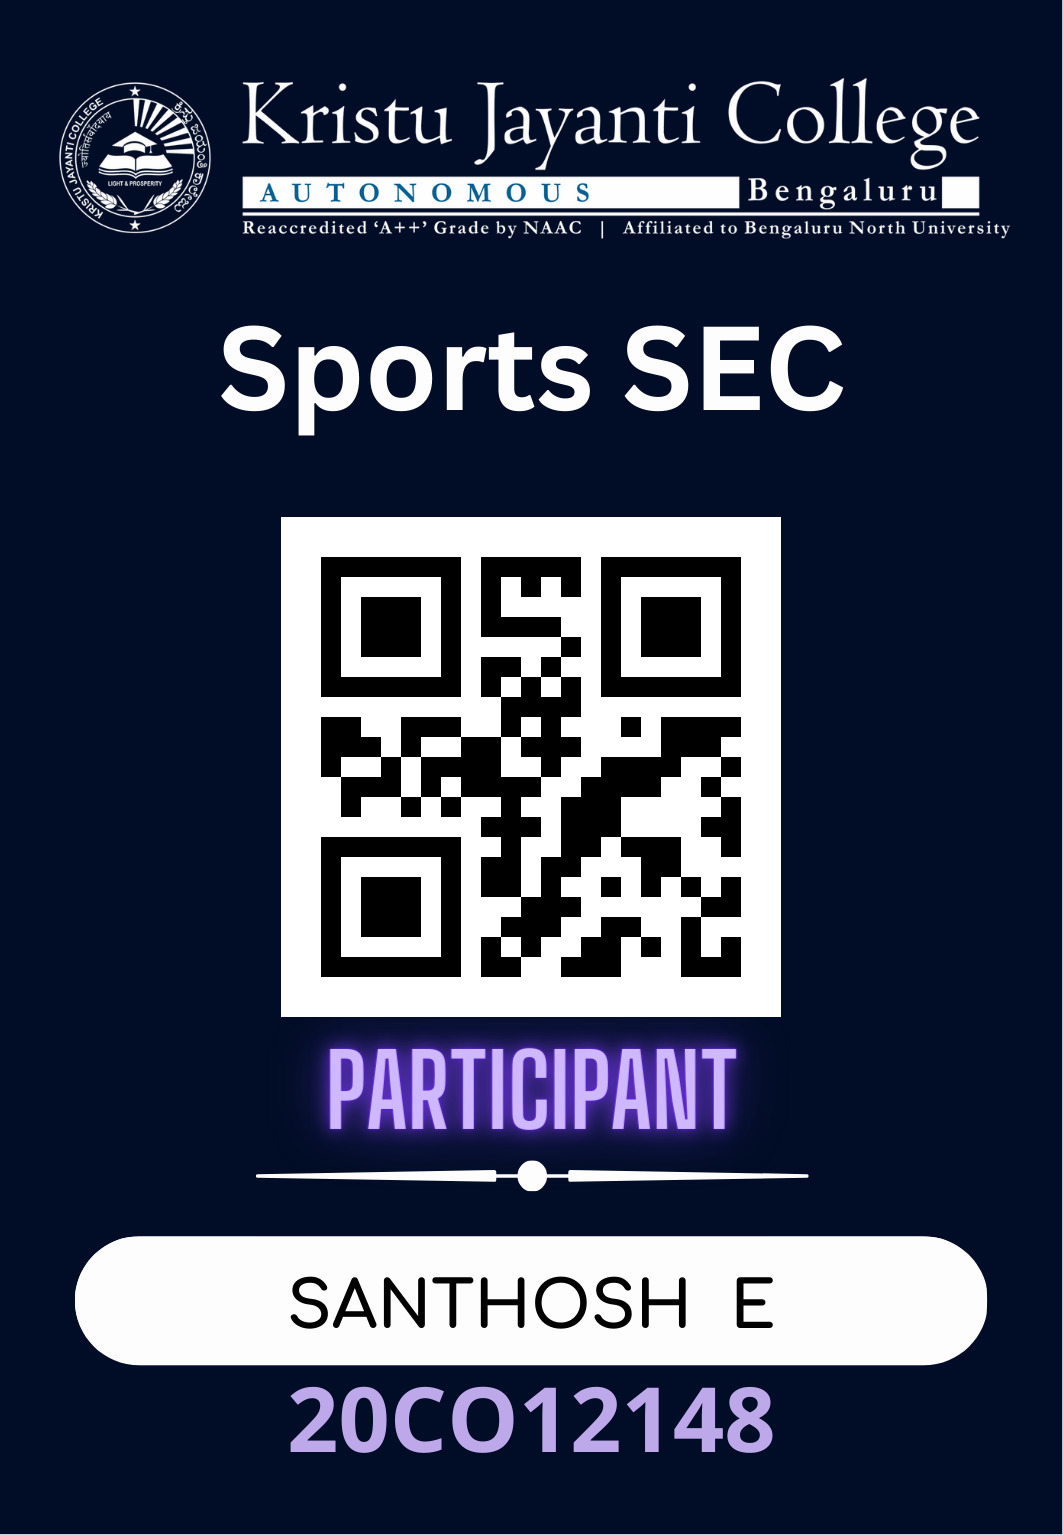 KRISTU JAYANTI COLLEGE
ज्योतिसंवादयाय
LIGHT & PROSPERITY
Kristu Jayanti College
AUTONOMOUS Bengaluru
Reaccredited ‘A++’ Grade by NAAC | Affiliated to Bengaluru North University
Sports SEC
PARTICIPANT
SANTHOSH E
20CO12148